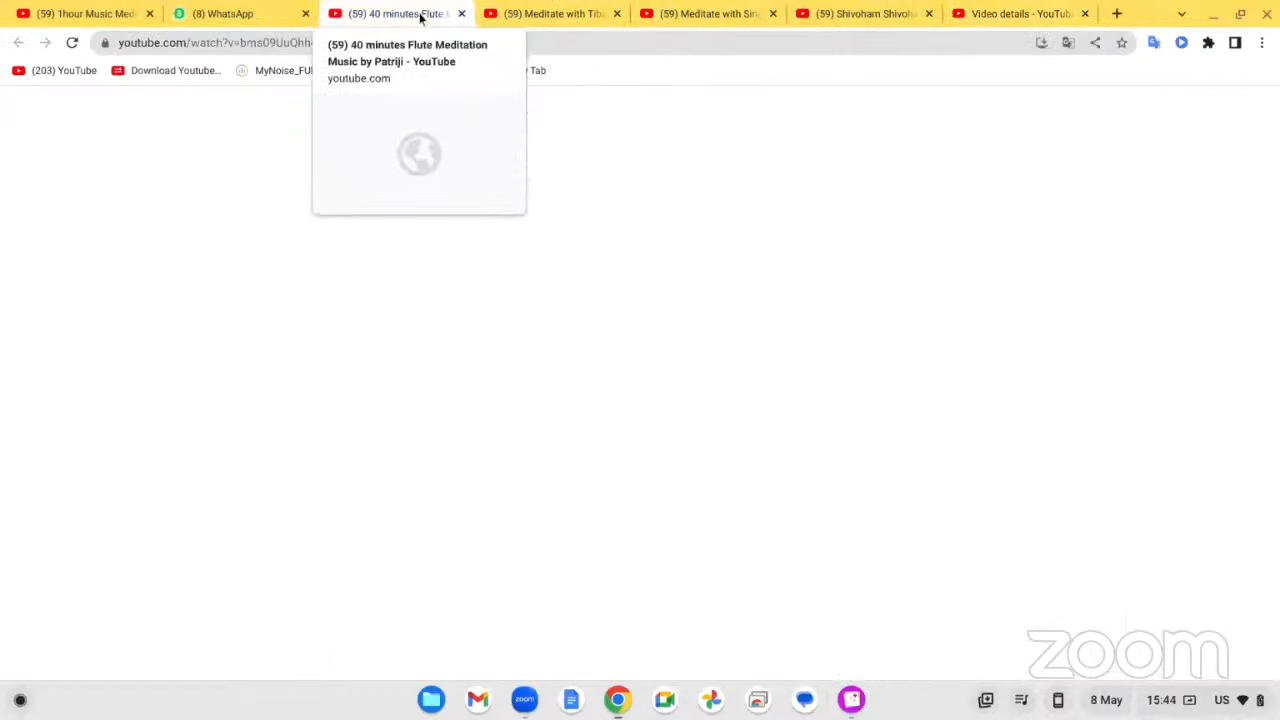 (59) 1hour Music Med
(8) WhatsApp
(59) 40 minutes Flute
(59) Meditate with Tib
(59) Meditate with Sin
(59) Shivoham Shivoh
Video details - YouTub
youtube.com/watch?v=bms09UuQhh
(203) YouTube
Download Youtube...
MyNoise_FU
Tab
(59) 40 minutes Flute Meditation
Music by Patriji - YouTube
youtube.com
zoom
zoom
8 May
15:44
US